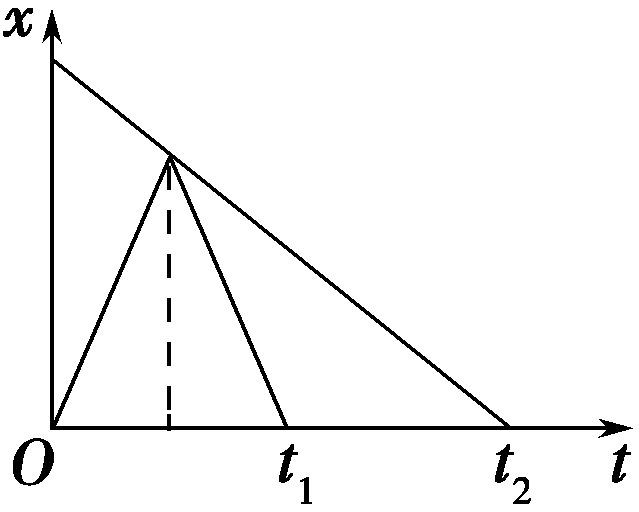 x
O t₁ t₂ t